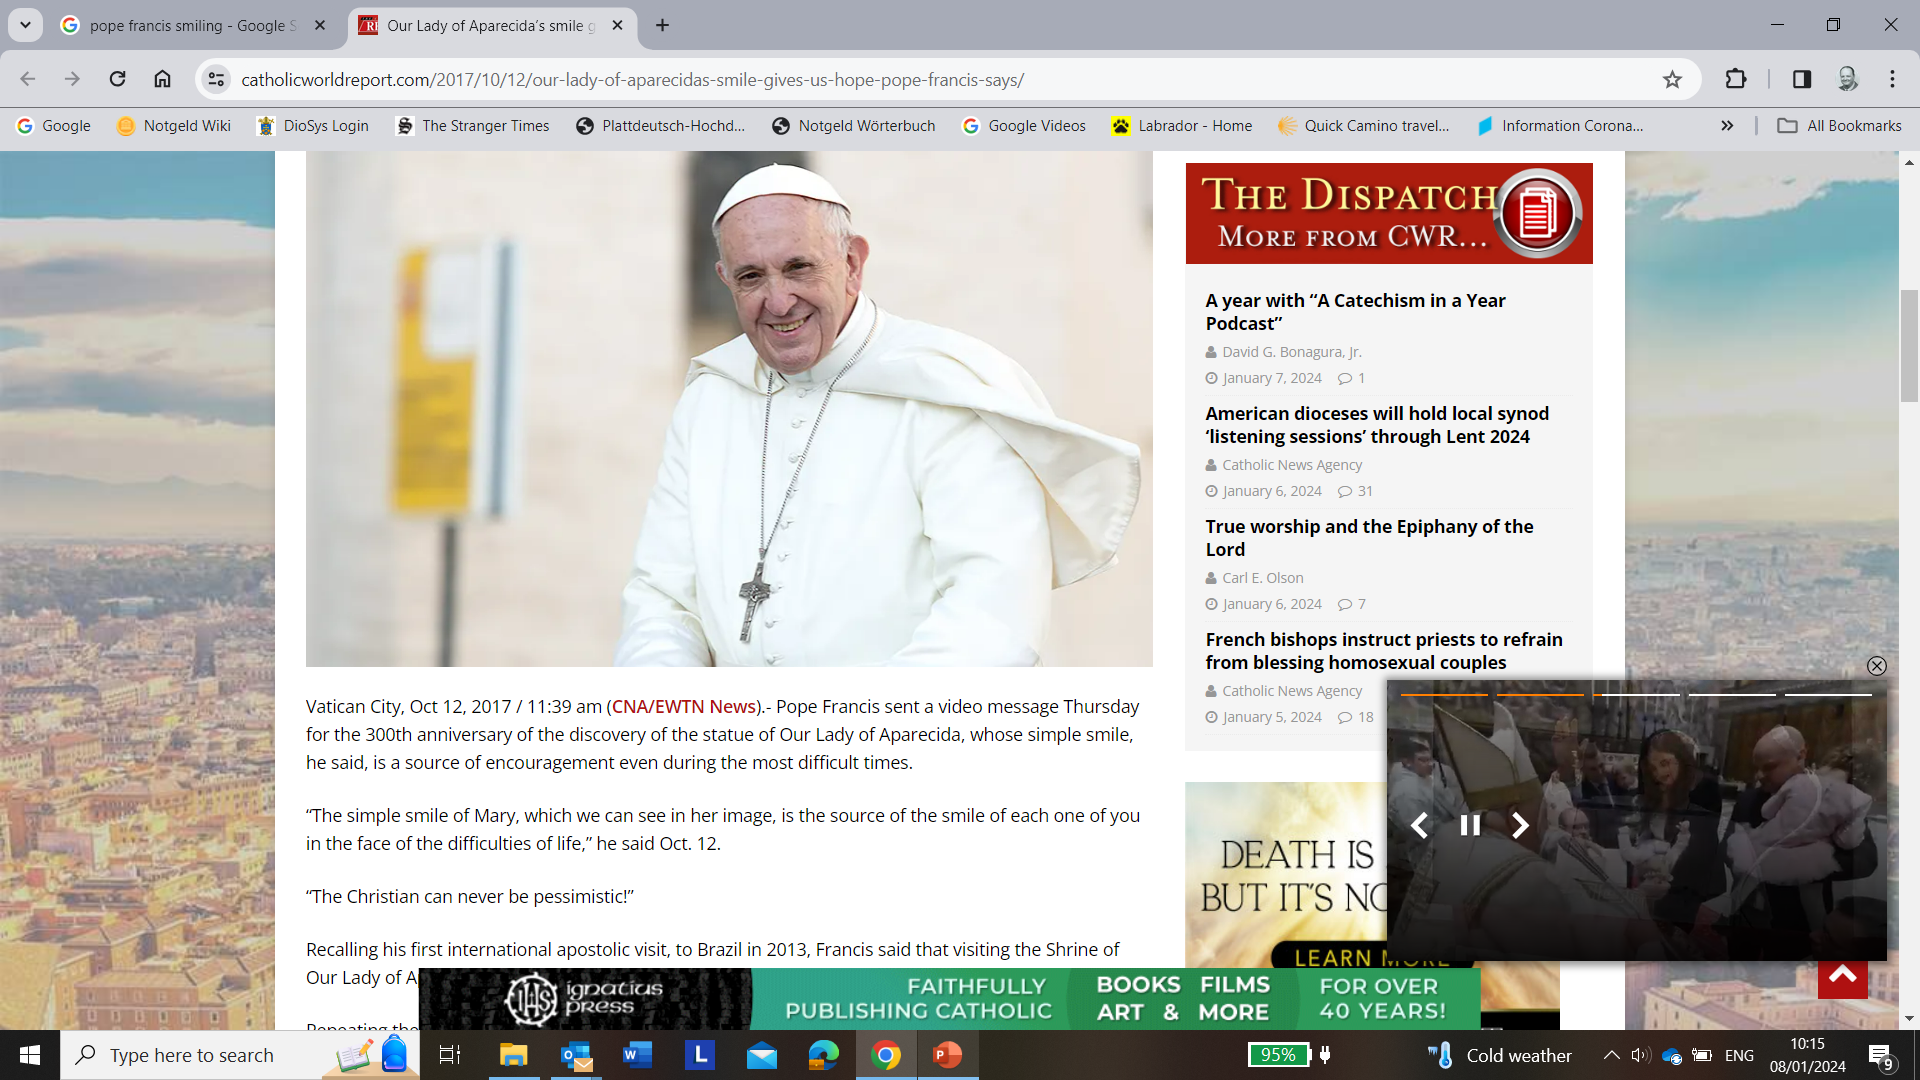 pope francis smiling - Google S
Our Lady of Aparecida's smile g
catholicworldreport.com/2017/10/12/our-lady-of-aparecidas-smile-gives-us-hope-pope-francis-says/
Google
Notgeld Wiki
DioSys Login
The Stranger Times
Plattdeutsch-Hochd...
Notgeld Wörterbuch
Google Videos
Labrador - Home
Quick Camino travel...
Information Corona...
All Bookmarks
THE DISPATCH
MORE FROM CWR...
A year with “A Catechism in a Year
Podcast”
David G. Bonagura, Jr.
January 7, 2024 1
American dioceses will hold local synod
‘listening sessions’ through Lent 2024
Catholic News Agency
January 6, 2024 31
True worship and the Epiphany of the
Lord
Carl E. Olson
January 6, 2024 7
French bishops instruct priests to refrain
from blessing homosexual couples
Catholic News Agency
January 5, 2024 18
Vatican City, Oct 12, 2017 / 11:39 am (CNA/EWTN News).- Pope Francis sent a video message Thursday
for the 300th anniversary of the discovery of the statue of Our Lady of Aparecida, whose simple smile,
he said, is a source of encouragement even during the most difficult times.
“The simple smile of Mary, which we can see in her image, is the source of the smile of each one of you
in the face of the difficulties of life,” he said Oct. 12.
“The Christian can never be pessimistic!”
Recalling his first international apostolic visit, to Brazil in 2013, Francis said that visiting the Shrine of
Our Lady of A
Repeating the
DEATH IS
BUT IT'S NO
LEARN MORE
IHS
ignatius
press
FAITHFULLY
PUBLISHING CATHOLIC
BOOKS FILMS
ART & MORE
FOR OVER
40 YEARS!
Type here to search
95%
Cold weather
ENG
10:15
08/01/2024
9